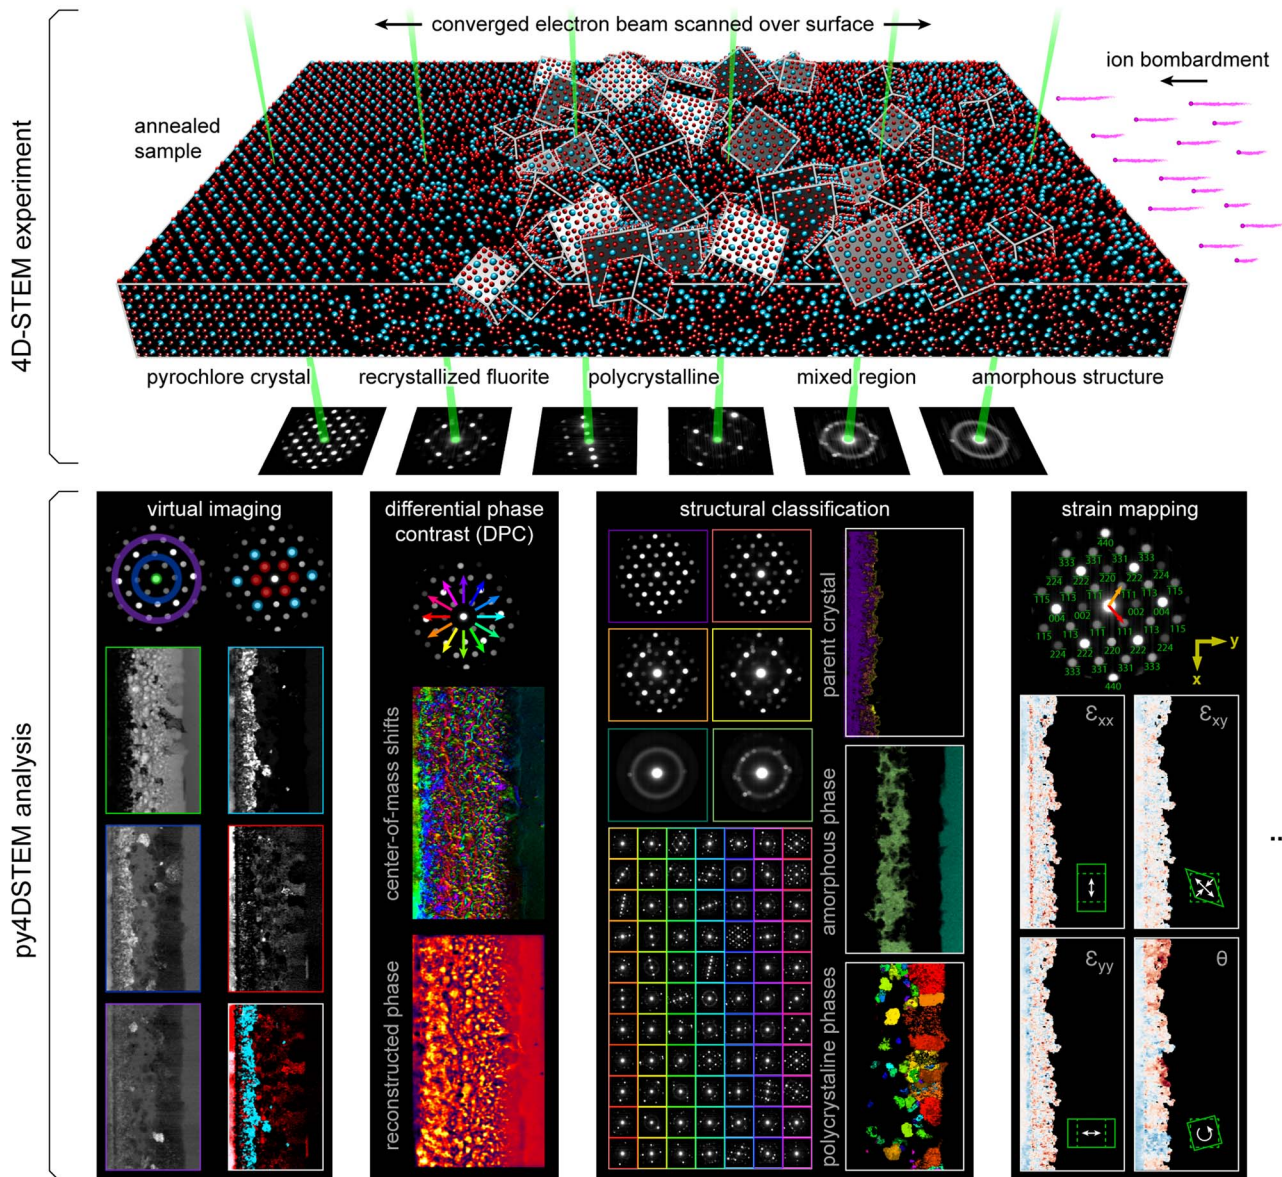 4D-STEM experiment
converged electron beam scanned over surface
ion bombardment
annealed
sample
pyrochlore crystal
recrystallized fluorite
polycrystalline
mixed region
amorphous structure
py4DSTEM analysis
virtual imaging
differential phase
contrast (DPC)
center-of-mass shifts
reconstructed phase
structural classification
parent crystal
amorphous phase
polycrystaline phases
strain mapping
440
333 331 331 333
224 222 220 222 224
115 113 111 111 113 115
004 002 002 004
115 113 111 111 113 115
224 222 220 222 224
333 331 331 333
440
y
x
εxx
εxy
εyy
θ
..